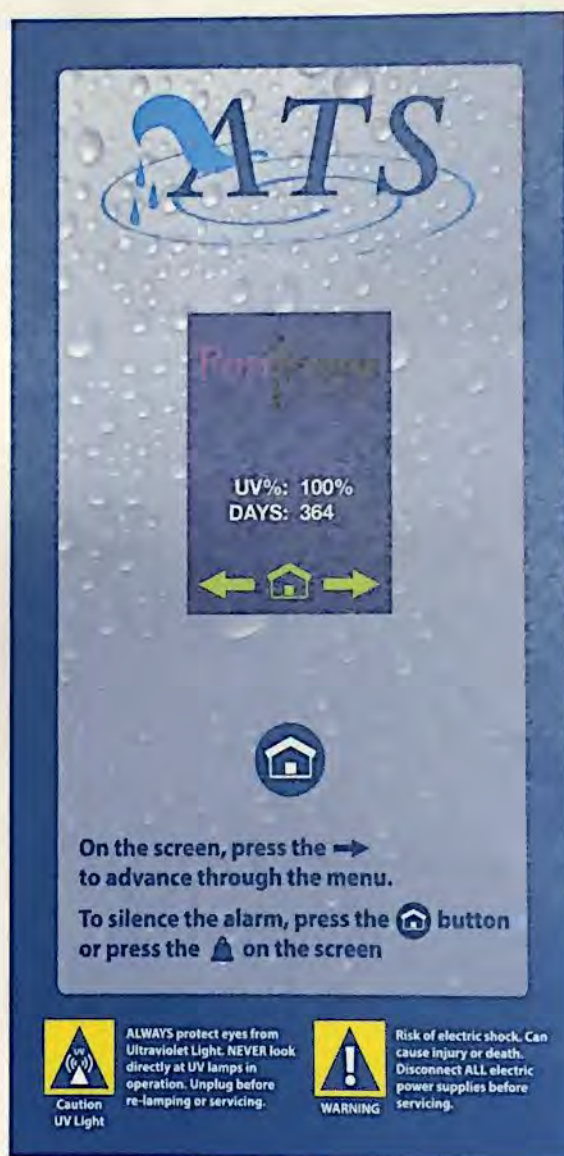 ATS
UV%: 100%
DAYS: 364
On the screen, press the
to advance through the menu.
To silence the alarm, press the button
or press the on the screen
UV
Caution
UV Light
ALWAYS protect eyes from
Ultraviolet Light. NEVER look
directly at UV lamps in
operation. Unplug before
re-lamping or servicing.
WARNING
Risk of electric shock. Can
cause injury or death.
Disconnect ALL electric
power supplies before
servicing.